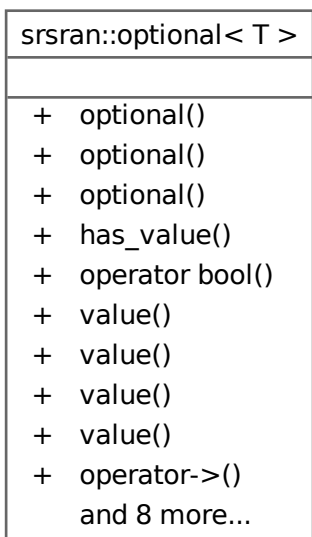 srsran::optional< T >
+ optional()
+ optional()
+ optional()
+ has_value()
+ operator bool()
+ value()
+ value()
+ value()
+ value()
+ operator->()
and 8 more...